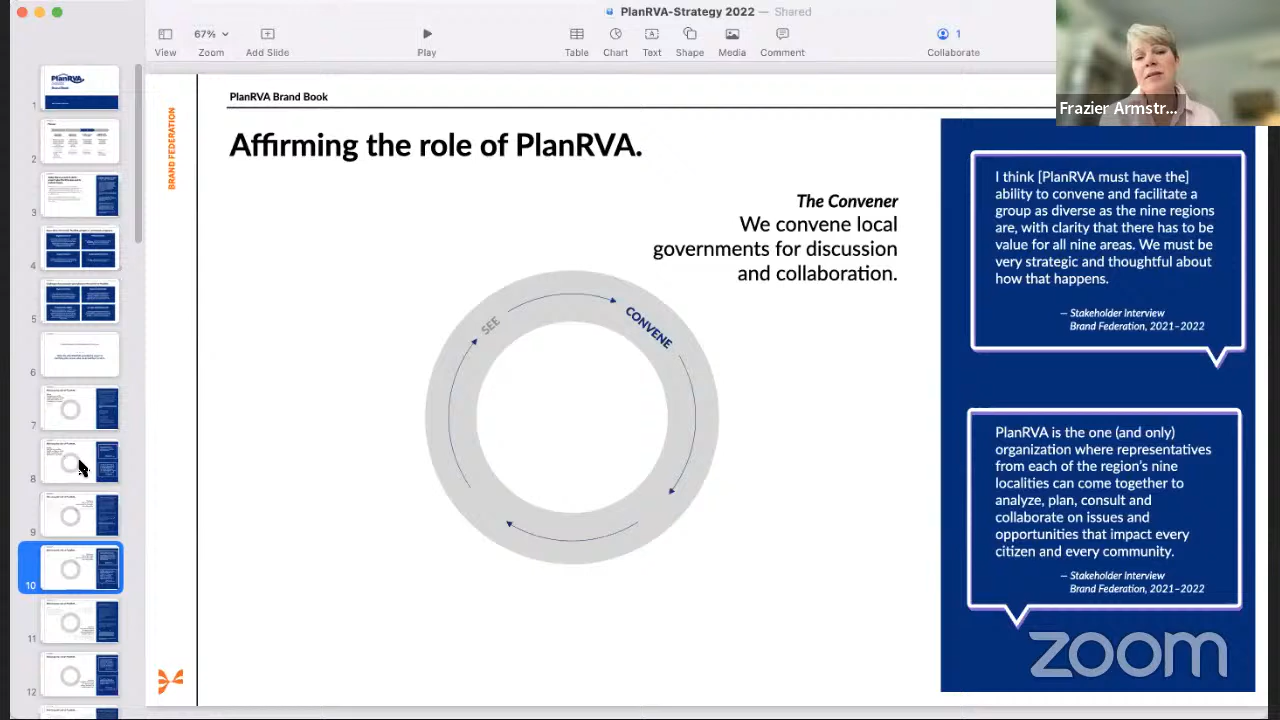 PlanRVA-Strategy 2022 — Shared
67%
1
View
Zoom
Add Slide
Play
Table
Chart
Text
Shape
Media
Comment
Collaborate
Frazier Armstr...
PlanRVA Brand Book
BRAND FEDERATION
Affirming the role of PlanRVA.
The Convener
We convene local
governments for discussion
and collaboration.
SEE
CONVENE
I think [PlanRVA must have the]
ability to convene and facilitate a
group as diverse as the nine regions
are, with clarity that there has to be
value for all nine areas. We must be
very strategic and thoughtful about
how that happens.
— Stakeholder Interview
Brand Federation, 2021–2022
PlanRVA is the one (and only)
organization where representatives
from each of the region's nine
localities can come together to
analyze, plan, consult and
collaborate on issues and
opportunities that impact every
citizen and every community.
— Stakeholder Interview
Brand Federation, 2021–2022
zoom
PlanRVA
1
2
3
4
5
6
7
8
9
10
11
12